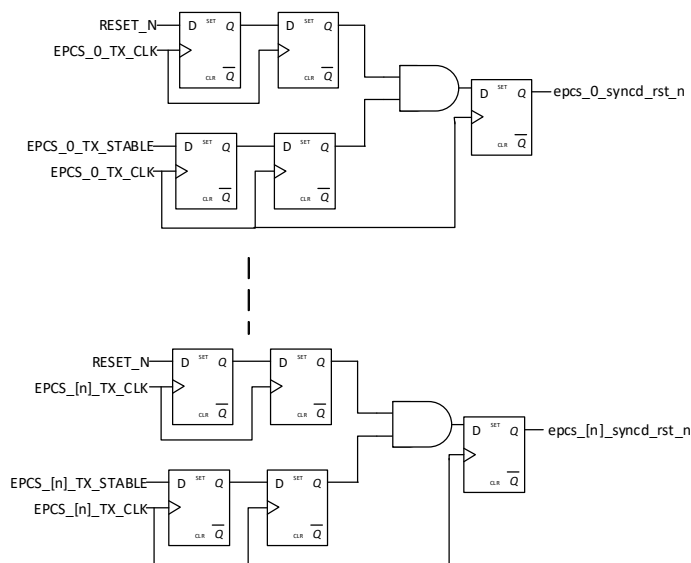 RESET_N
D SET Q
CLR Q
D SET Q
CLR Q
EPCS_0_TX_CLK
D SET Q
CLR Q
epcs_0_syncd_rst_n
EPCS_0_TX_STABLE
D SET Q
CLR Q
D SET Q
CLR Q
EPCS_0_TX_CLK
RESET_N
D SET Q
CLR Q
D SET Q
CLR Q
EPCS_[n]_TX_CLK
D SET Q
CLR Q
epcs_[n]_syncd_rst_n
EPCS_[n]_TX_STABLE
D SET Q
CLR Q
D SET Q
CLR Q
EPCS_[n]_TX_CLK